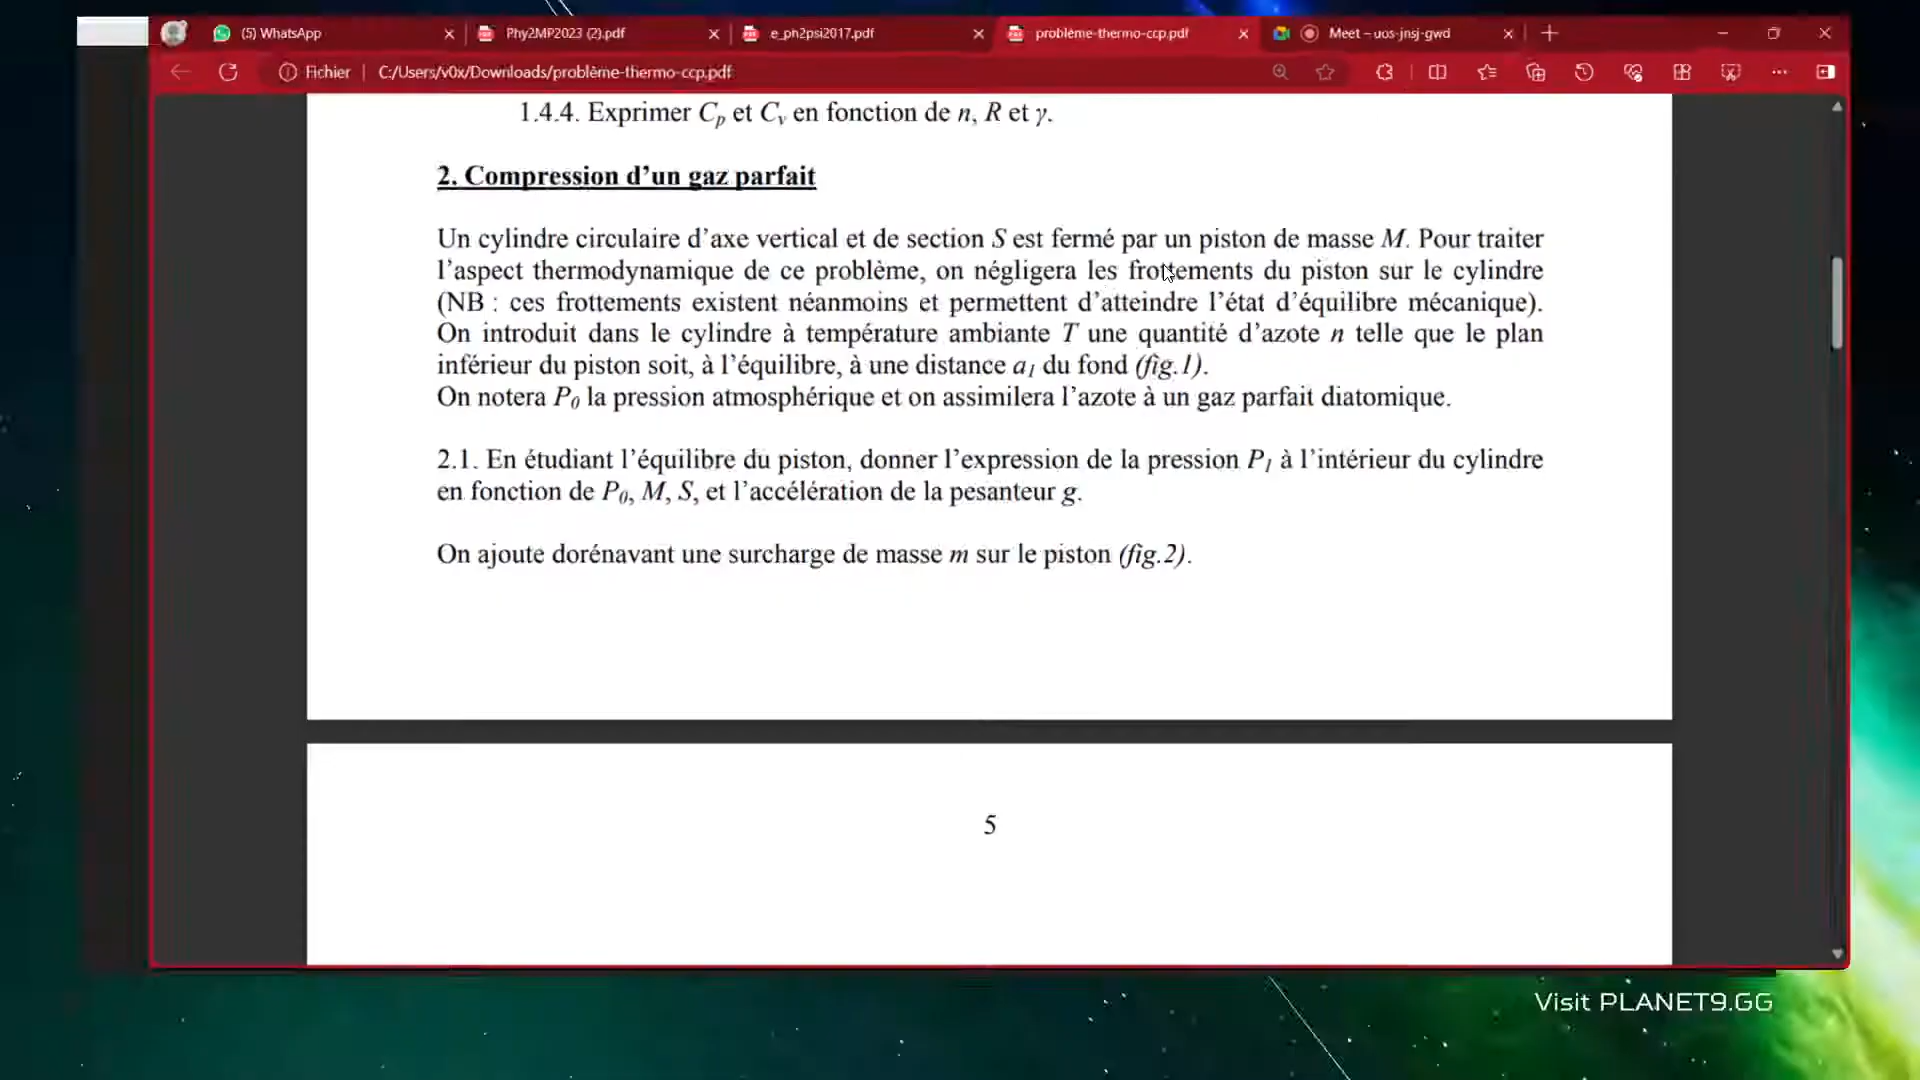 (5) WhatsApp
Phy2MP2023 (2).pdf
e_ph2psi2017.pdf
problème-thermo-ccp.pdf
Meet – uos-jnsj-gwd
Fichier
C:/Users/v0x/Downloads/problème-thermo-ccp.pdf
1.4.4. Exprimer Cp et Cv en fonction de n, R et γ.
2. Compression d’un gaz parfait
Un cylindre circulaire d’axe vertical et de section S est fermé par un piston de masse M. Pour traiter
l’aspect thermodynamique de ce problème, on négligera les frottements du piston sur le cylindre
(NB : ces frottements existent néanmoins et permettent d’atteindre l’état d’équilibre mécanique).
On introduit dans le cylindre à température ambiante T une quantité d’azote n telle que le plan
inférieur du piston soit, à l’équilibre, à une distance a1 du fond (fig.1).
On notera P0 la pression atmosphérique et on assimilera l’azote à un gaz parfait diatomique.
2.1. En étudiant l’équilibre du piston, donner l’expression de la pression P1 à l’intérieur du cylindre
en fonction de P0, M, S, et l’accélération de la pesanteur g.
On ajoute dorénavant une surcharge de masse m sur le piston (fig.2).
5
Visit PLANET9.GG